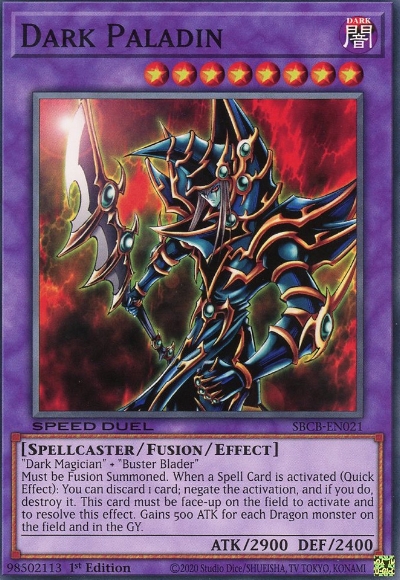 DARK PALADIN
DARK
闇
SPEED DUEL
SBCB-EN021
[SPELLCASTER/FUSION/EFFECT]
"Dark Magician" + "Buster Blader"
Must be Fusion Summoned. When a Spell Card is activated (Quick
Effect): You can discard 1 card; negate the activation, and if you do,
destroy it. This card must be face-up on the field to activate and
to resolve this effect. Gains 500 ATK for each Dragon monster on
the field and in the GY.
ATK/2900 DEF/2400
98502113 1st Edition ©2020 Studio Dice/SHUEISHA, TV TOKYO, KONAMI